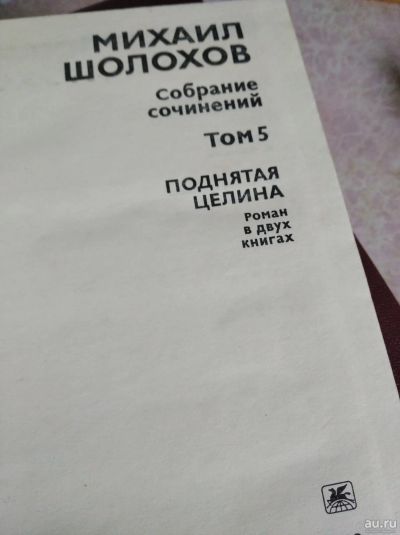 МИХАИЛ
ШОЛОХОВ
Собрание
сочинений
Том 5
ПОДНЯТАЯ
ЦЕЛИНА
Роман
в двух
книгах
au.ru